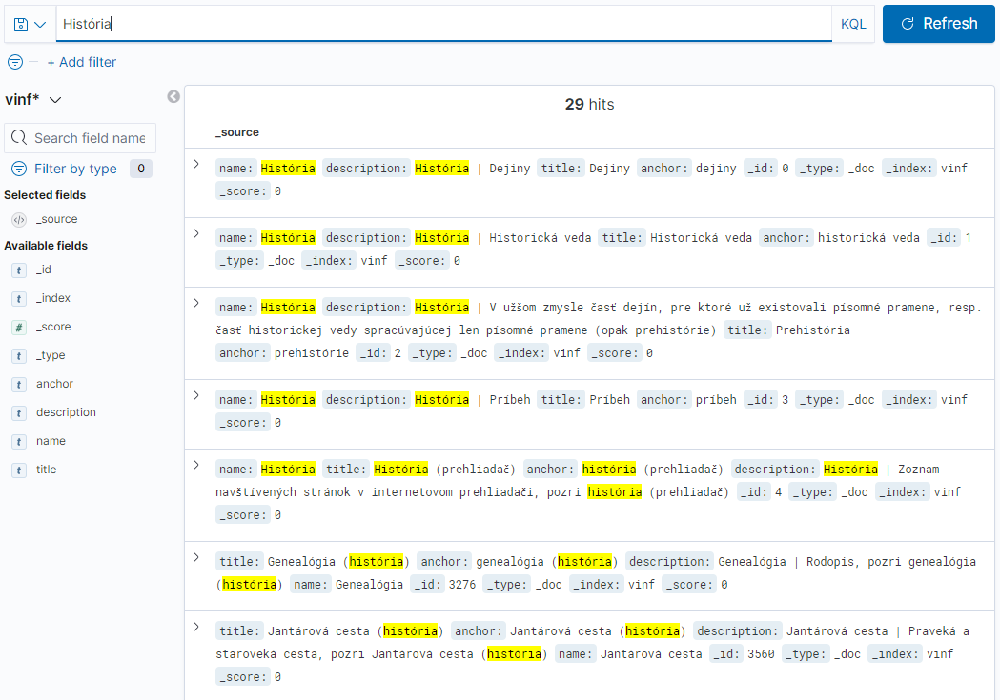 História KQL Refresh
+ Add filter
vinf*
Search field name
Filter by type 0
Selected fields
_source
Available fields
_id
_index
_score
_type
anchor
description
name
title
29 hits
_source
name: História description: História | Dejiny title: Dejiny anchor: dejiny _id: 0 _type: _doc _index: vinf
_score: 0
name: História description: História | Historická veda title: Historická veda anchor: historická veda _id: 1
_type: _doc _index: vinf _score: 0
name: História description: História | V užšom zmysle časť dejín, pre ktoré už existovali písomné pramene, resp.
časť historickej vedy spracúvajúcej len písomné pramene (opak prehistórie) title: Prehistória
anchor: prehistórie _id: 2 _type: _doc _index: vinf _score: 0
name: História description: História | Príbeh title: Príbeh anchor: príbeh _id: 3 _type: _doc _index: vinf
_score: 0
name: História title: História (prehliadač) anchor: história (prehliadač) description: História | Zoznam
navštívených stránok v internetovom prehliadači, pozri história (prehliadač) _id: 4 _type: _doc _index: vinf
_score: 0
title: Genealógia (história) anchor: genealógia (história) description: Genealógia | Rodopis, pozri genealógia
(história) name: Genealógia _id: 3276 _type: _doc _index: vinf _score: 0
title: Jantárová cesta (história) anchor: Jantárová cesta (história) description: Jantárová cesta | Praveká a
staroveká cesta, pozri Jantárová cesta (história) name: Jantárová cesta _id: 3560 _type: _doc _index: vinf
_score: 0